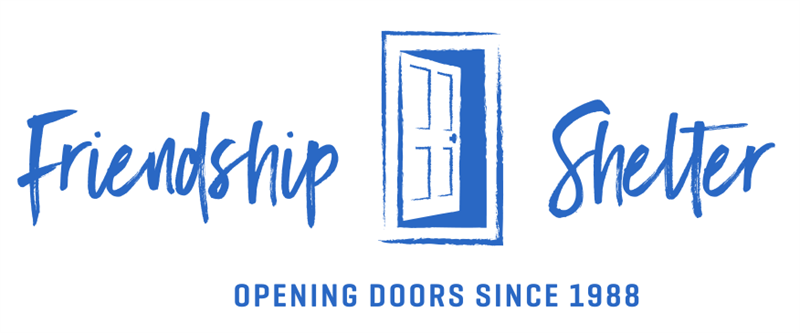 Friendship Shelter
OPENING DOORS SINCE 1988